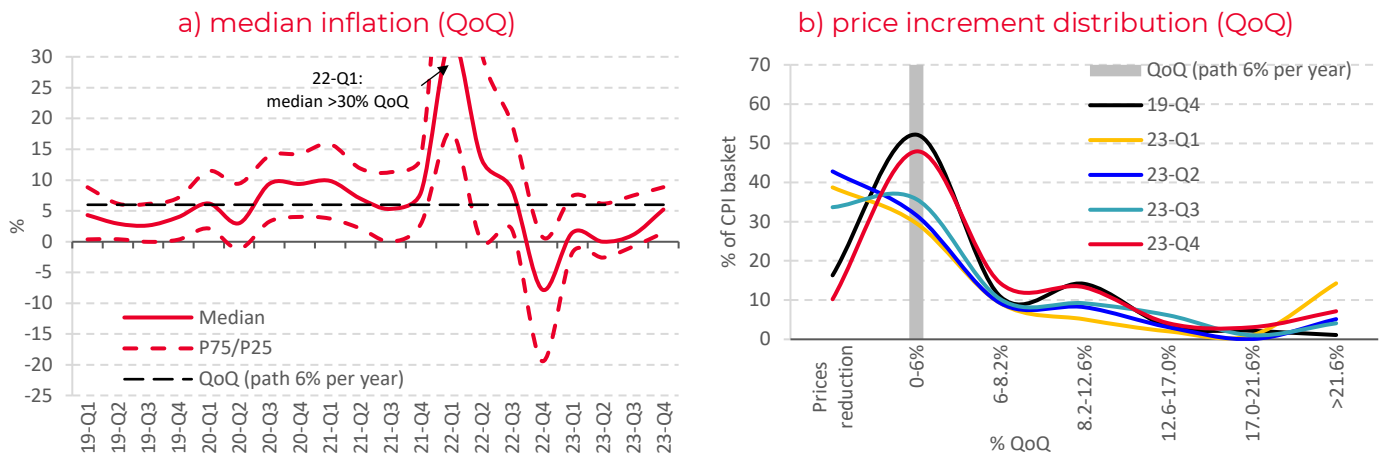 a) median inflation (QoQ)
30
25
20
15
10
5
0
-5
-10
-15
-20
-25
%
22-Q1:
median >30% QoQ
Median
P75/P25
QoQ (path 6% per year)
19-Q1
19-Q2
19-Q3
19-Q4
20-Q1
20-Q2
20-Q3
20-Q4
21-Q1
21-Q2
21-Q3
21-Q4
22-Q1
22-Q2
22-Q3
22-Q4
23-Q1
23-Q2
23-Q3
23-Q4
b) price increment distribution (QoQ)
70
60
50
40
30
20
10
0
% of CPI basket
QoQ (path 6% per year)
19-Q4
23-Q1
23-Q2
23-Q3
23-Q4
Prices
reduction
0-6%
6-8.2%
8.2-12.6%
12.6-17.0%
17.0-21.6%
>21.6%
% QoQ